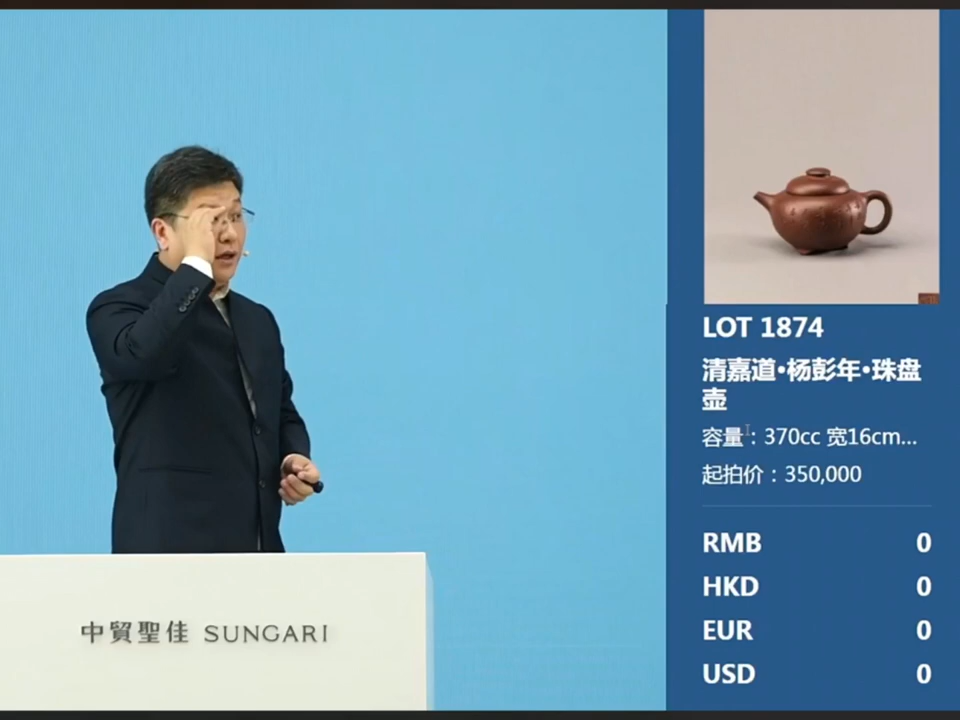 中貿聖佳 SUNGARI
LOT 1874
清嘉道·杨彭年·珠盘
壶
容量：370cc 宽16cm...
起拍价：350,000
RMB 0
HKD 0
EUR 0
USD 0